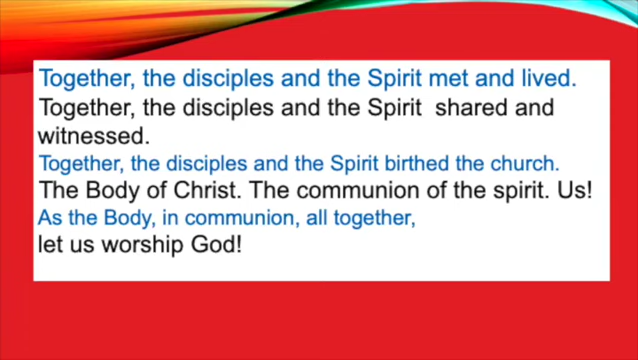 Together, the disciples and the Spirit met and lived.
Together, the disciples and the Spirit shared and
witnessed.
Together, the disciples and the Spirit birthed the church.
The Body of Christ. The communion of the spirit. Us!
As the Body, in communion, all together,
let us worship God!